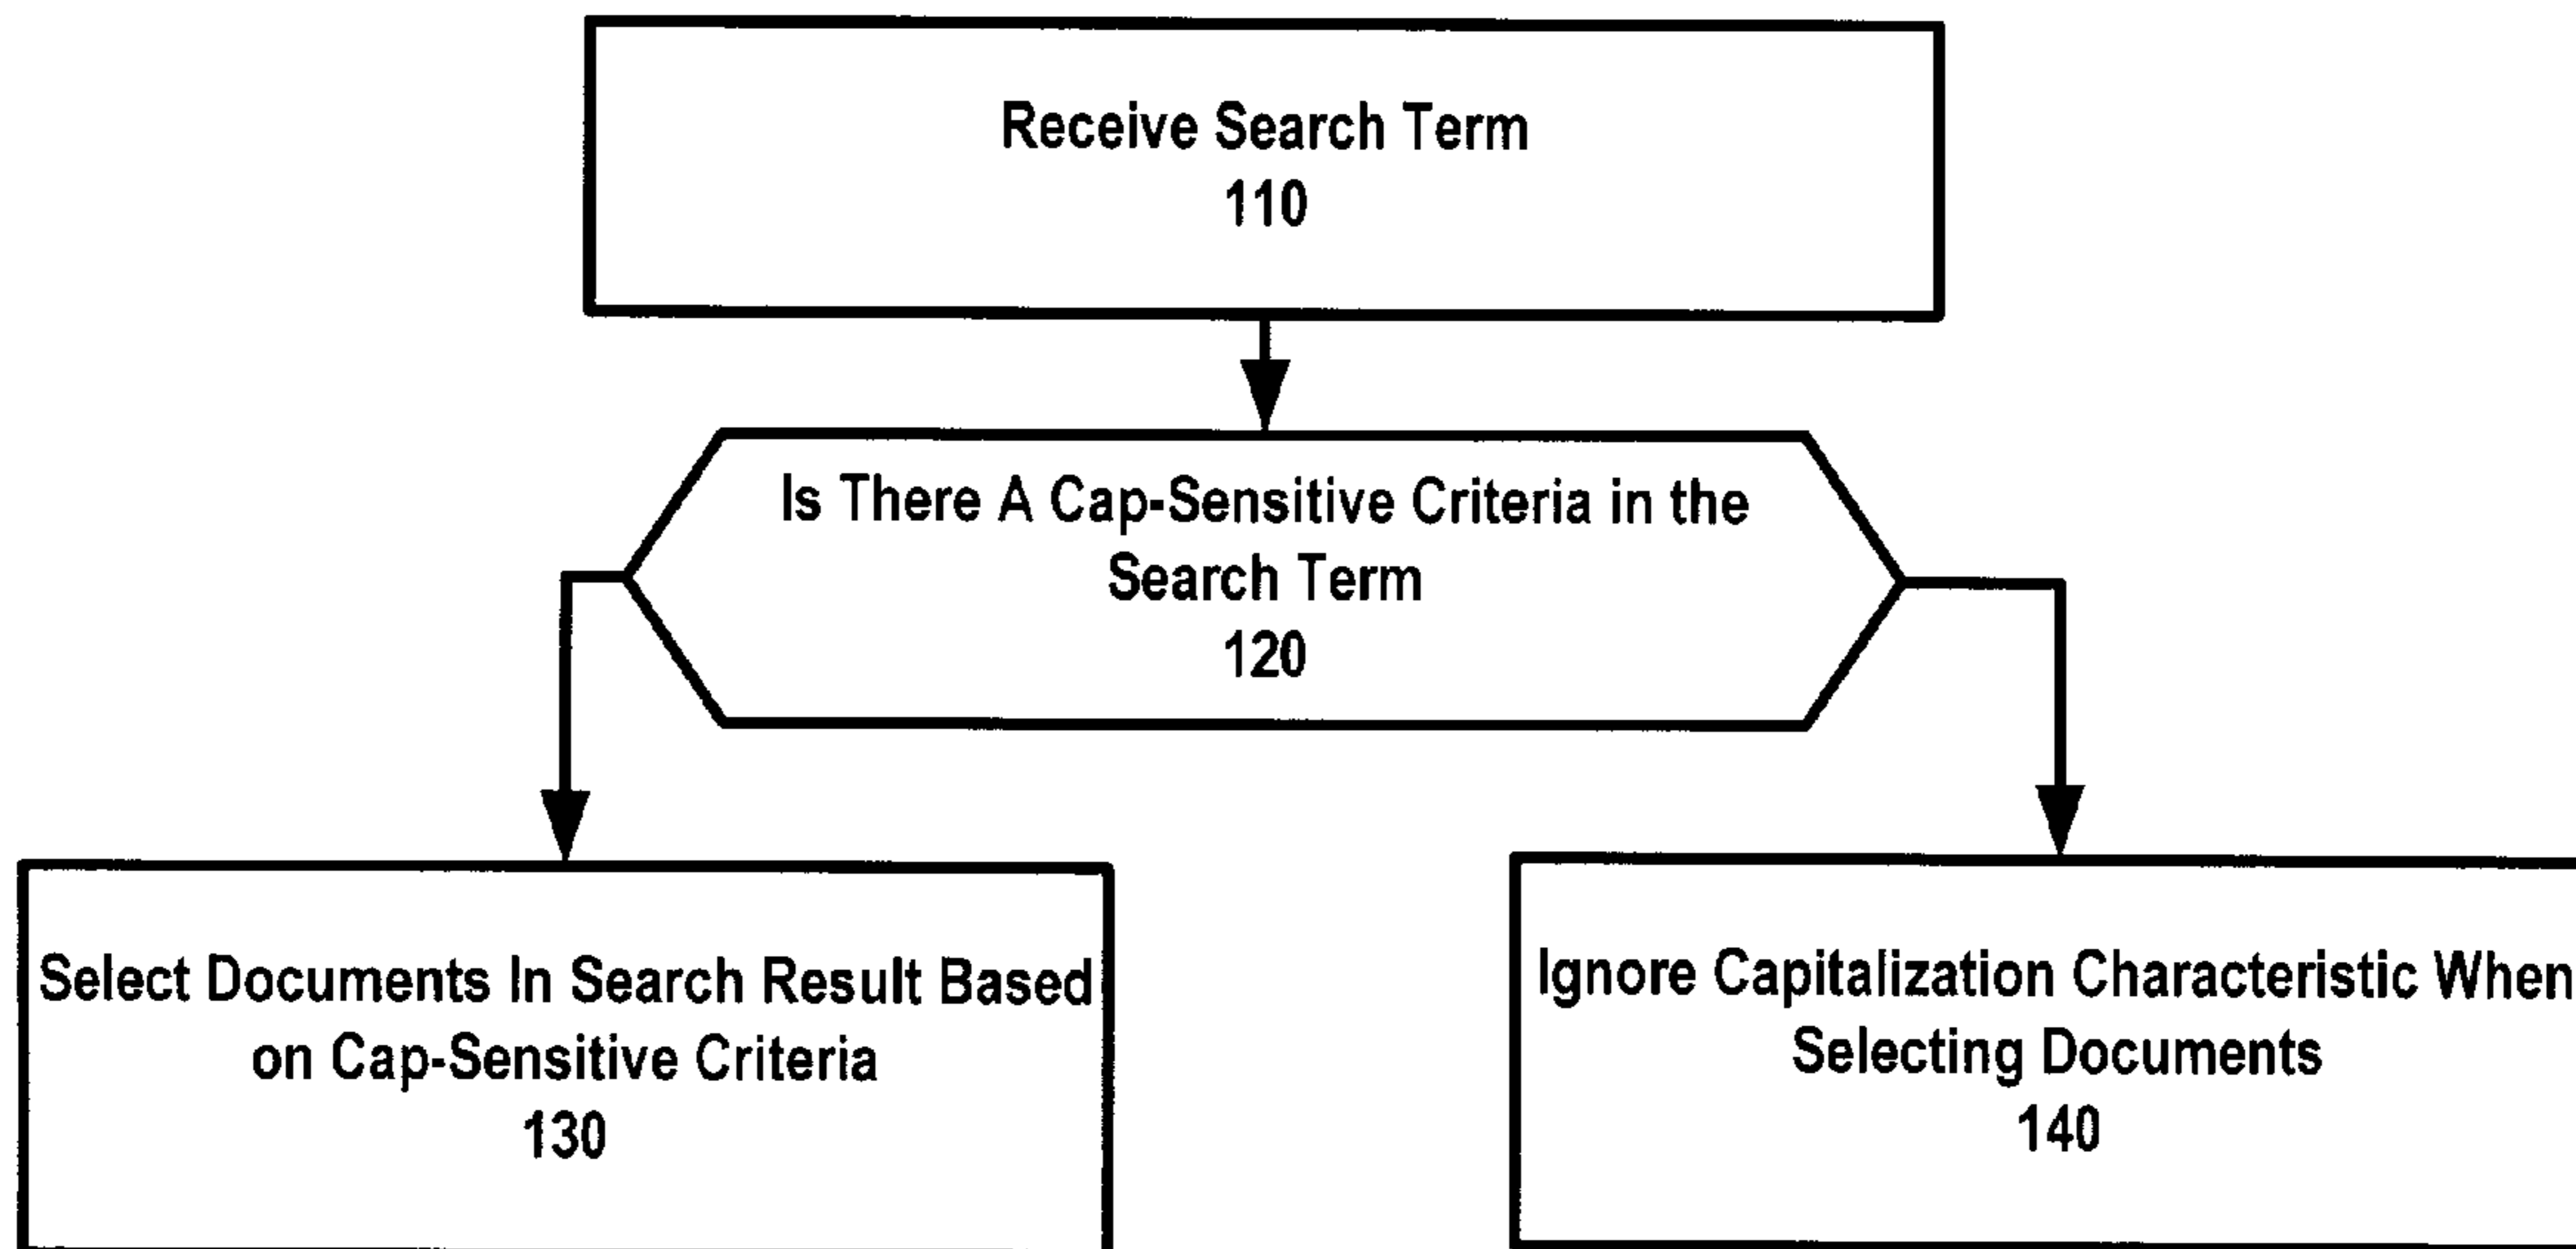 Receive Search Term
110
Is There A Cap-Sensitive Criteria in the
Search Term
120
Select Documents In Search Result Based
on Cap-Sensitive Criteria
130
Ignore Capitalization Characteristic When
Selecting Documents
140